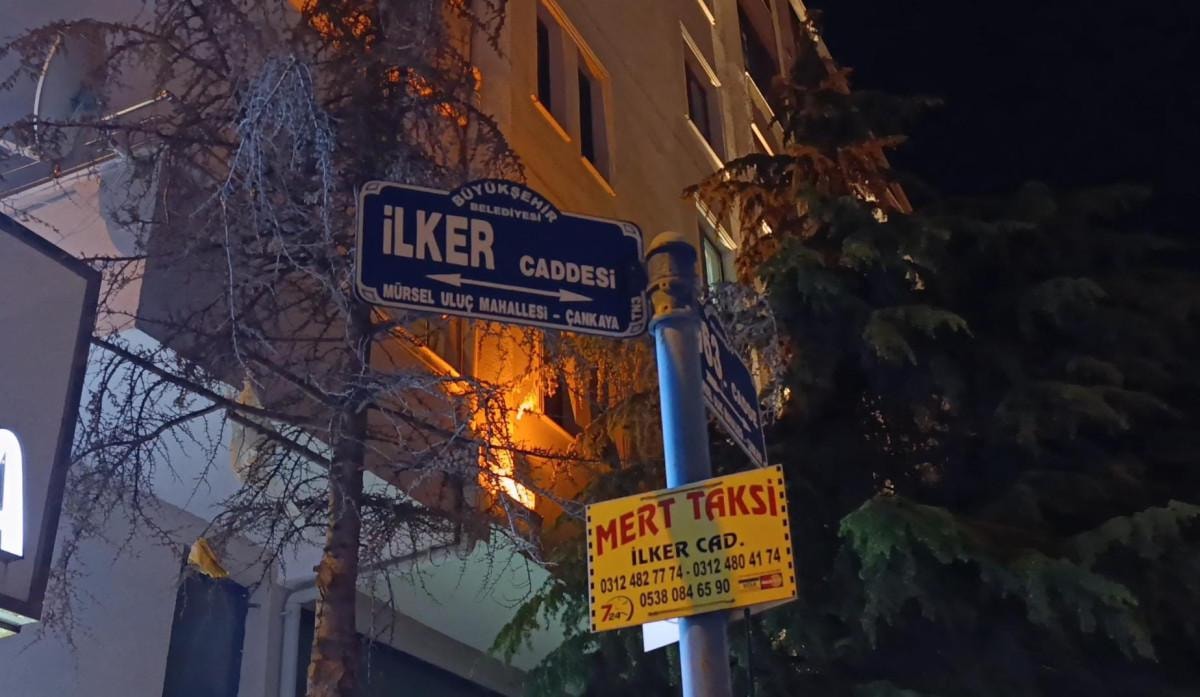 BÜYÜKŞEHİR
BELEDİYESİ
İLKER CADDESİ
MÜRSEL ULUÇ MAHALLESİ - ÇANKAYA
MERT TAKSİ
İLKER CAD.
0312 482 77 74 - 0312 480 41 74
0538 084 65 90
7/24
A